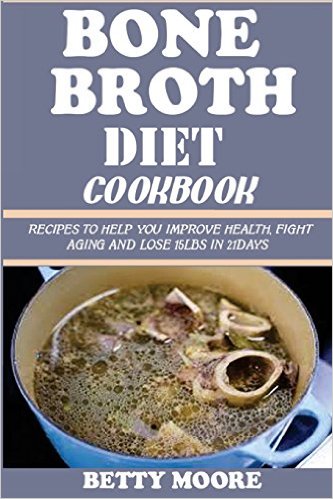 BONE
BROTH
DIET
COOKBOOK
RECIPES TO HELP YOU IMPROVE HEALTH, FIGHT
AGING AND LOSE 15LBS IN 21DAYS
BETTY MOORE